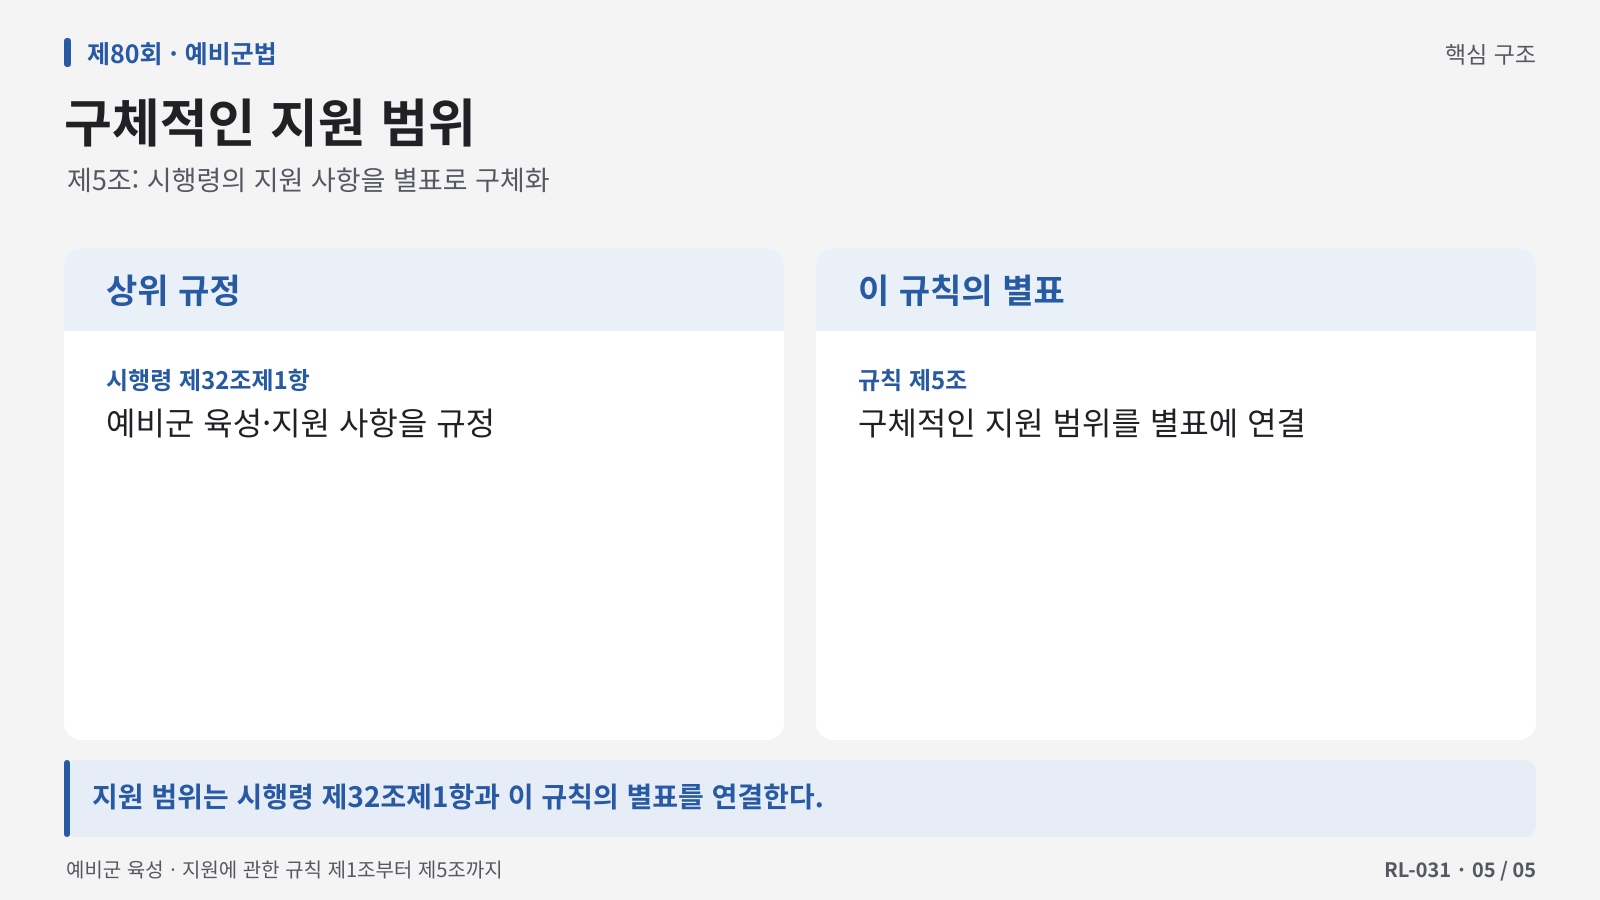 제80회 · 예비군법
핵심 구조
구체적인 지원 범위
제5조: 시행령의 지원 사항을 별표로 구체화
상위 규정
시행령 제32조제1항
예비군 육성·지원 사항을 규정
이 규칙의 별표
규칙 제5조
구체적인 지원 범위를 별표에 연결
지원 범위는 시행령 제32조제1항과 이 규칙의 별표를 연결한다.
예비군 육성 · 지원에 관한 규칙 제1조부터 제5조까지
RL-031 · 05 / 05